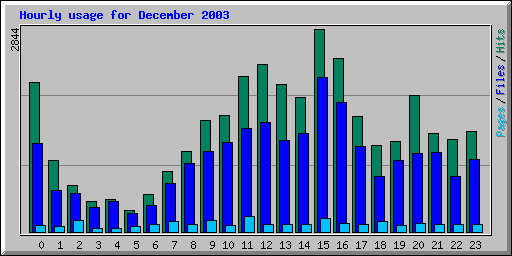 Hourly usage for December 2003
2844
Pages / Files / Hits
0 1 2 3 4 5 6 7 8 9 10 11 12 13 14 15 16 17 18 19 20 21 22 23